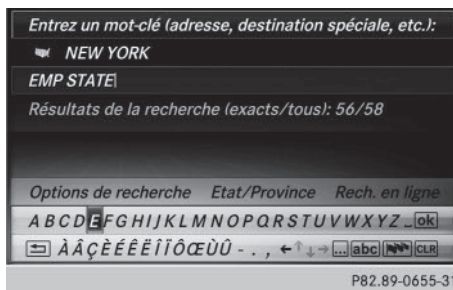 Entrez un mot-clé (adresse, destination spéciale, etc.):
NEW YORK
EMP STATE
Résultats de la recherche (exacts/tous): 56/58
Options de recherche Etat/Province Rech. en ligne
A B C D E F G H I J K L M N O P Q R S T U V W X Y Z _ ok
À Â Ç È É Ê Ë Î Ï Ô Œ Ù Û - . , ←↑↓→ ... abc CLR
P82.89-0655-31